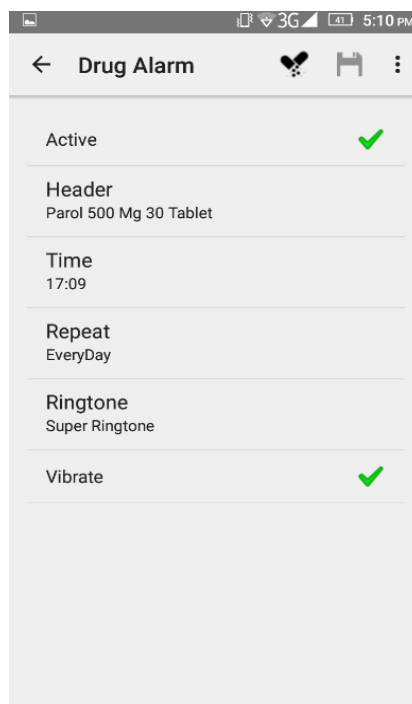 3G 41 5:10 PM
Drug Alarm
Active
Header
Parol 500 Mg 30 Tablet
Time
17:09
Repeat
EveryDay
Ringtone
Super Ringtone
Vibrate